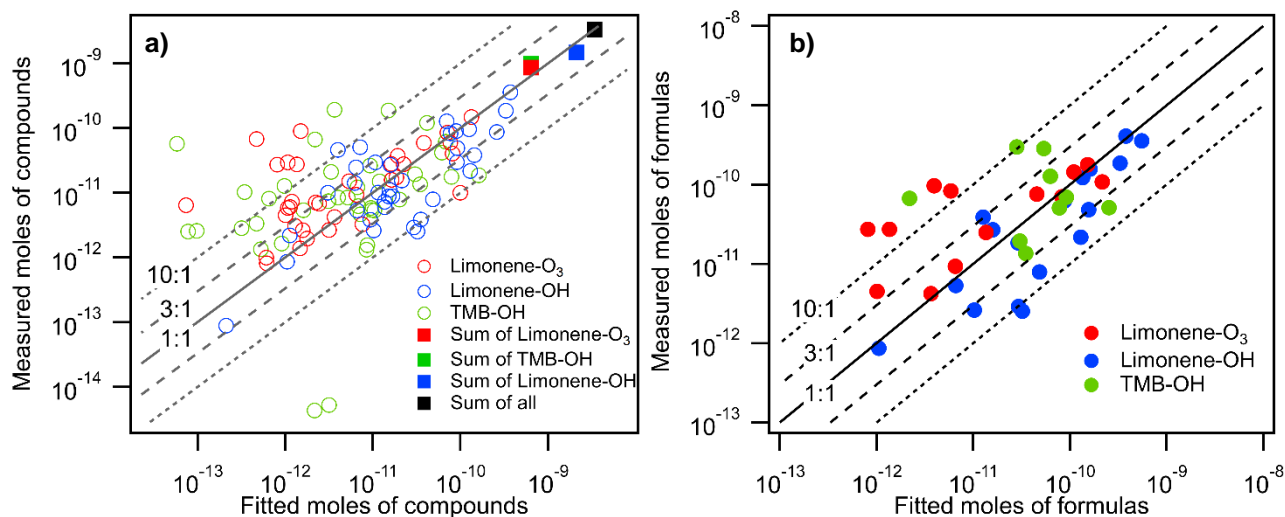 a)
Measured moles of compounds
10⁻⁹
10⁻¹⁰
10⁻¹¹
10⁻¹²
10⁻¹³
10⁻¹⁴
10:1
3:1
1:1
Limonene-O₃
Limonene-OH
TMB-OH
Sum of Limonene-O₃
Sum of TMB-OH
Sum of Limonene-OH
Sum of all
10⁻¹³ 10⁻¹² 10⁻¹¹ 10⁻¹⁰ 10⁻⁹
Fitted moles of compounds
b)
Measured moles of formulas
10⁻⁸
10⁻⁹
10⁻¹⁰
10⁻¹¹
10⁻¹²
10⁻¹³
10:1
3:1
1:1
Limonene-O₃
Limonene-OH
TMB-OH
10⁻¹³ 10⁻¹² 10⁻¹¹ 10⁻¹⁰ 10⁻⁹ 10⁻⁸
Fitted moles of formulas